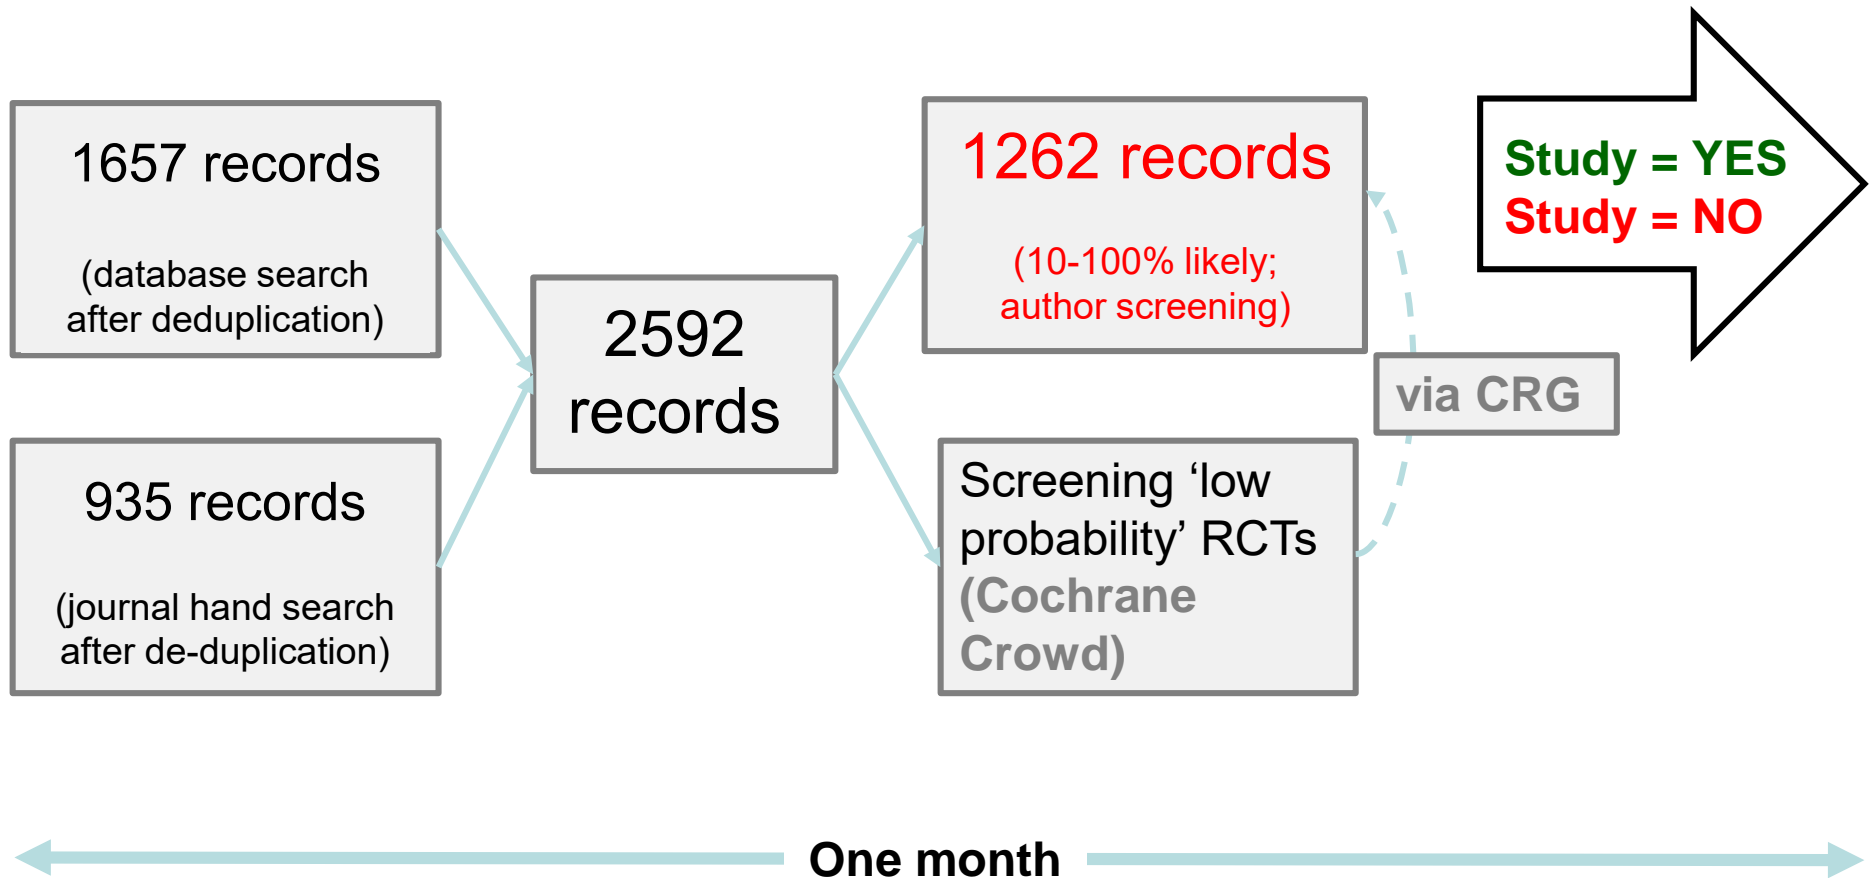 1657 records
(database search
after deduplication)
935 records
(journal hand search
after de-duplication)
2592
records
1262 records
(10-100% likely;
author screening)
Screening ‘low
probability’ RCTs
(Cochrane
Crowd)
via CRG
Study = YES
Study = NO
One month